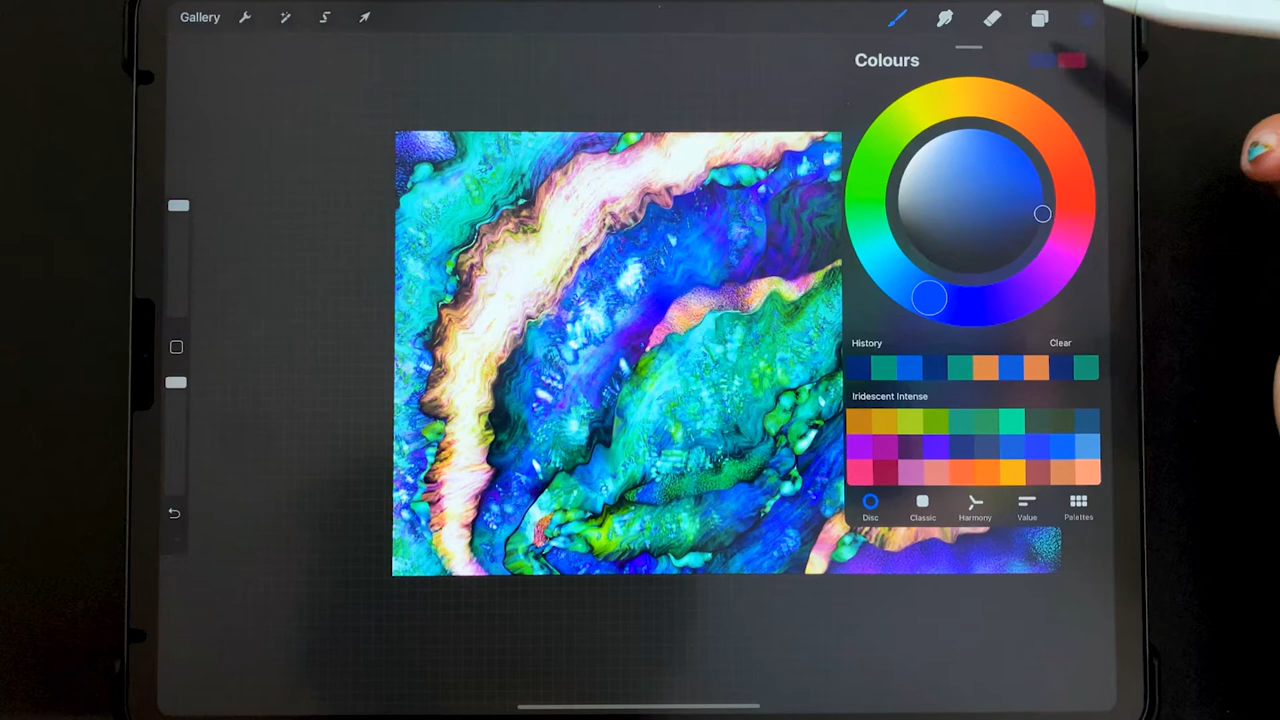 Gallery
Colours
History Clear
Iridescent Intense
Disc Classic Harmony Value Palettes